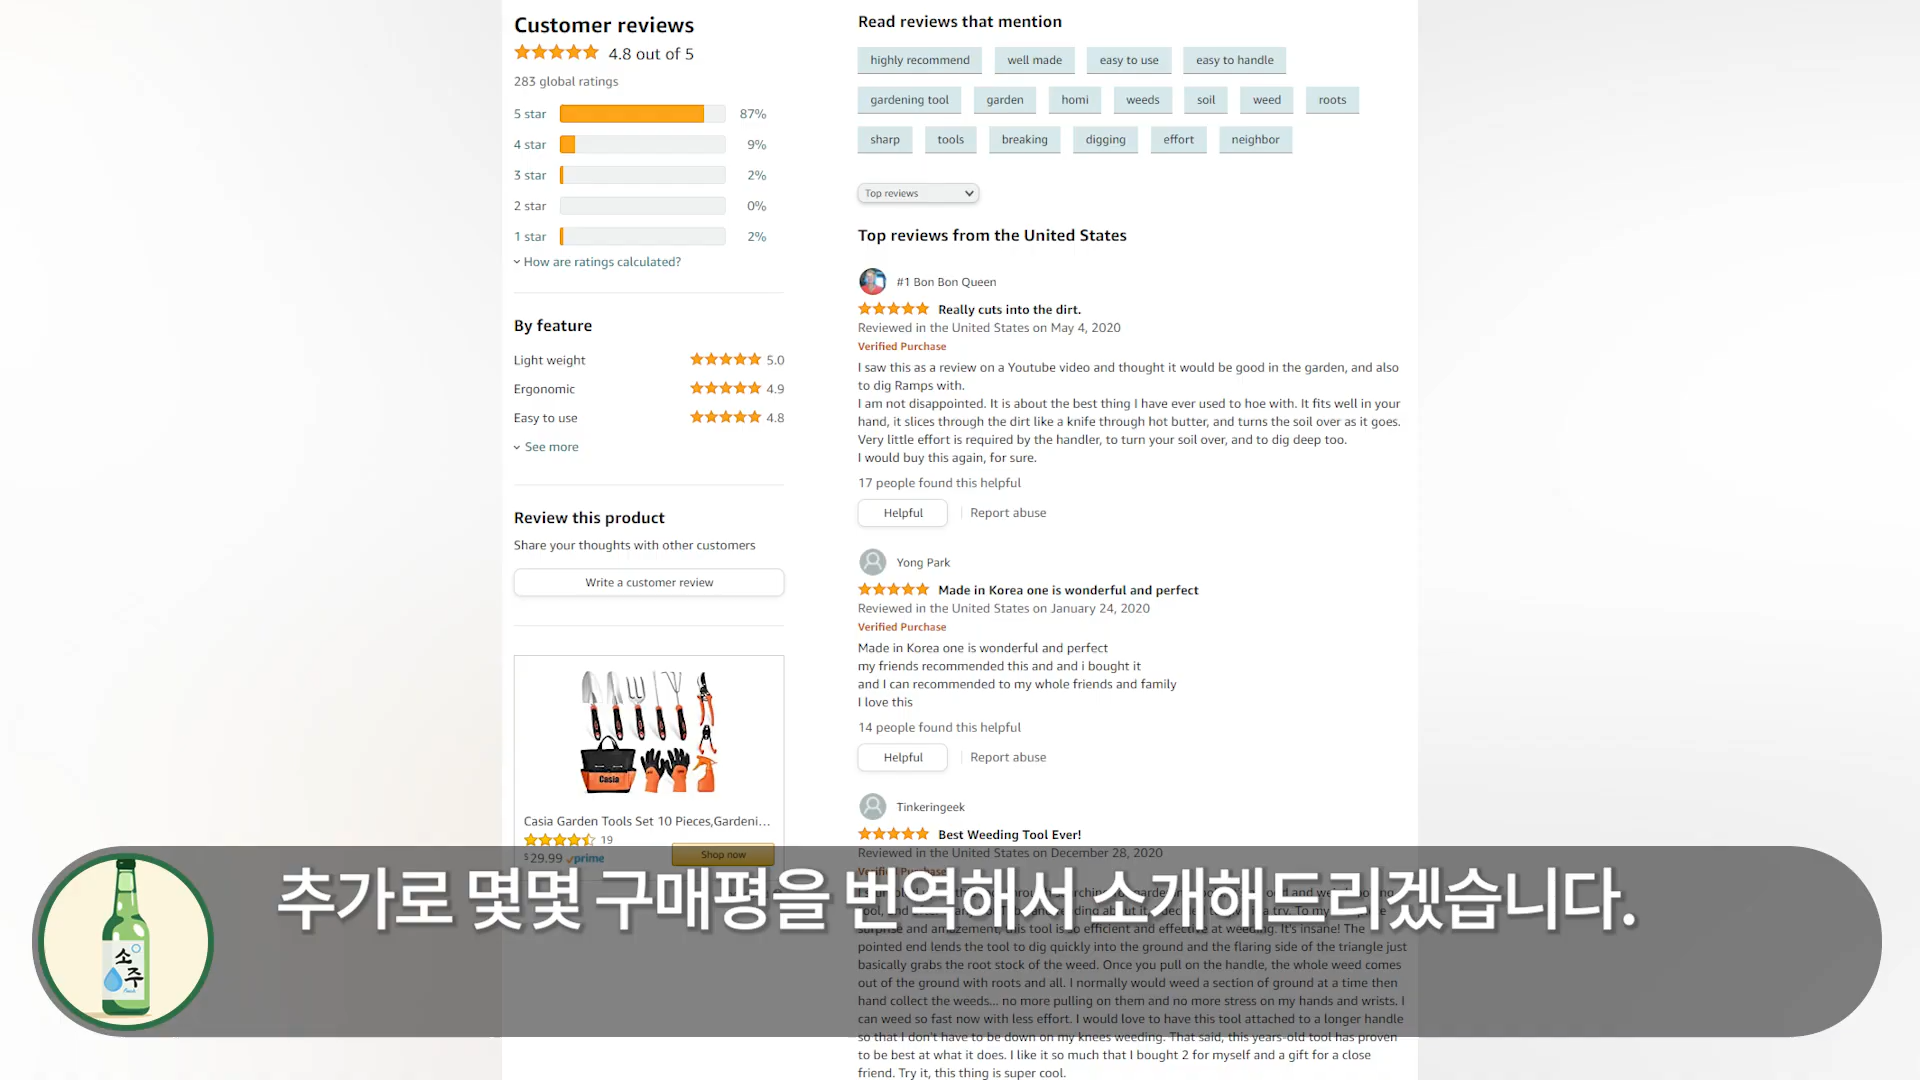 Customer reviews
4.8 out of 5
283 global ratings
5 star 87%
4 star 9%
3 star 2%
2 star 0%
1 star 2%
How are ratings calculated?
By feature
Light weight 5.0
Ergonomic 4.9
Easy to use 4.8
See more
Review this product
Share your thoughts with other customers
Write a customer review
Casia
Casia Garden Tools Set 10 Pieces,Gardeni...
19
$29.99 prime
Shop now
Read reviews that mention
highly recommend well made easy to use easy to handle
gardening tool garden homi weeds soil weed roots
sharp tools breaking digging effort neighbor
Top reviews
Top reviews from the United States
#1 Bon Bon Queen
Really cuts into the dirt.
Reviewed in the United States on May 4, 2020
Verified Purchase
I saw this as a review on a Youtube video and thought it would be good in the garden, and also
to dig Ramps with.
I am not disappointed. It is about the best thing I have ever used to hoe with. It fits well in your
hand, it slices through the dirt like a knife through hot butter, and turns the soil over as it goes.
Very little effort is required by the handler, to turn your soil over, and to dig deep too.
I would buy this again, for sure.
17 people found this helpful
Helpful Report abuse
Yong Park
Made in Korea one is wonderful and perfect
Reviewed in the United States on January 24, 2020
Verified Purchase
Made in Korea one is wonderful and perfect
my friends recommended this and and i bought it
and I can recommended to my whole friends and family
I love this
14 people found this helpful
Helpful Report abuse
Tinkeringeek
Best Weeding Tool Ever!
Reviewed in the United States on December 28, 2020
Verified Purchase
surprise and amazement, this tool is so efficient and effective at weeding. It's insane! The
pointed end lends the tool to dig quickly into the ground and the flaring side of the triangle just
basically grabs the root stock of the weed. Once you pull on the handle, the whole weed comes
out of the ground with roots and all. I normally would weed a section of ground at a time then
hand collect the weeds... no more pulling on them and no more stress on my hands and wrists. I
can weed so fast now with less effort. I would love to have this tool attached to a longer handle
so that I don't have to be down on my knees weeding. That said, this years-old tool has proven
to be best at what it does. I like it so much that I bought 2 for myself and a gift for a close
friend. Try it, this thing is super cool.
추가로 몇몇 구매평을 번역해서 소개해드리겠습니다.
소주